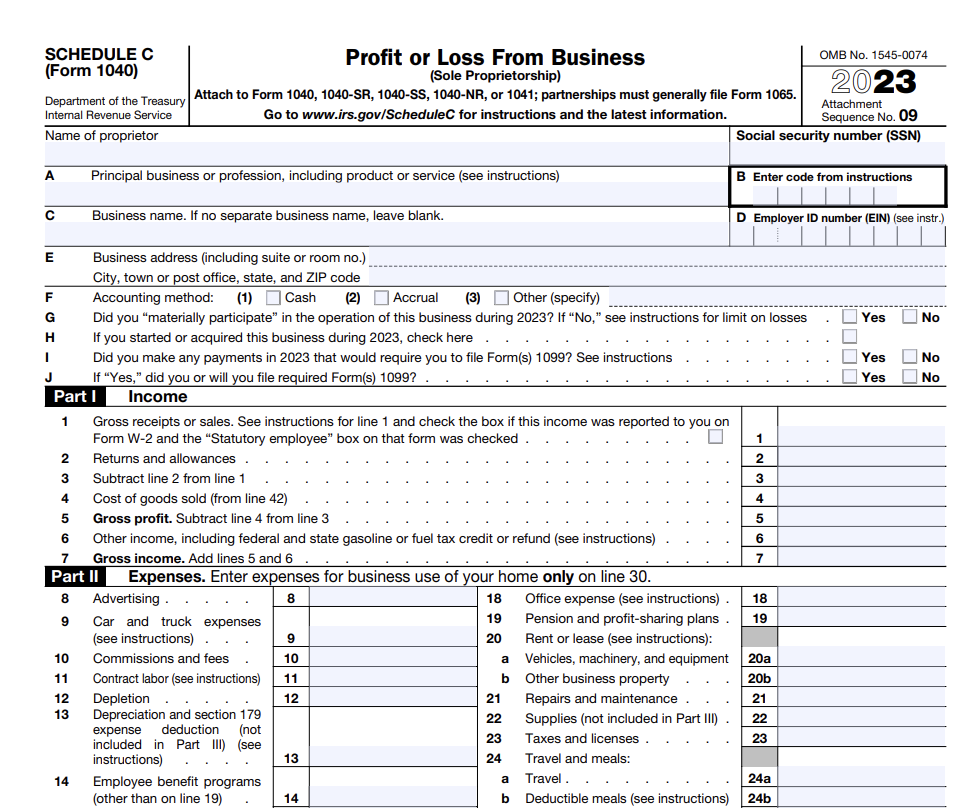 SCHEDULE C
(Form 1040)
Department of the Treasury
Internal Revenue Service
Profit or Loss From Business
(Sole Proprietorship)
Attach to Form 1040, 1040-SR, 1040-SS, 1040-NR, or 1041; partnerships must generally file Form 1065.
Go to www.irs.gov/ScheduleC for instructions and the latest information.
OMB No. 1545-0074
2023
Attachment
Sequence No. 09
Name of proprietor
Social security number (SSN)
A Principal business or profession, including product or service (see instructions)
B Enter code from instructions
C Business name. If no separate business name, leave blank.
D Employer ID number (EIN) (see instr.)
E Business address (including suite or room no.)
City, town or post office, state, and ZIP code
F Accounting method: (1) Cash (2) Accrual (3) Other (specify)
G Did you “materially participate” in the operation of this business during 2023? If “No,” see instructions for limit on losses . Yes No
H If you started or acquired this business during 2023, check here . . . . . . . . . . . . . . . . .
I Did you make any payments in 2023 that would require you to file Form(s) 1099? See instructions . . . . . . . . Yes No
J If “Yes,” did you or will you file required Form(s) 1099? . . . . . . . . . . . . . . . . . . . . . Yes No
Part I Income
1 Gross receipts or sales. See instructions for line 1 and check the box if this income was reported to you on
Form W-2 and the “Statutory employee” box on that form was checked . . . . . . . . . 1
2 Returns and allowances . . . . . . . . . . . . . . . . . . . . . . . . . 2
3 Subtract line 2 from line 1 . . . . . . . . . . . . . . . . . . . . . . . . 3
4 Cost of goods sold (from line 42) . . . . . . . . . . . . . . . . . . . . . . 4
5 Gross profit. Subtract line 4 from line 3 . . . . . . . . . . . . . . . . . . . . 5
6 Other income, including federal and state gasoline or fuel tax credit or refund (see instructions) . . . . 6
7 Gross income. Add lines 5 and 6 . . . . . . . . . . . . . . . . . . . . . . 7
Part II Expenses. Enter expenses for business use of your home only on line 30.
8 Advertising . . . . . 8
9 Car and truck expenses
(see instructions) . . . 9
10 Commissions and fees . 10
11 Contract labor (see instructions) 11
12 Depletion . . . . . 12
13 Depreciation and section 179
expense deduction (not
included in Part III) (see
instructions) . . . . 13
14 Employee benefit programs
(other than on line 19) . 14
18 Office expense (see instructions) . 18
19 Pension and profit-sharing plans . 19
20 Rent or lease (see instructions):
a Vehicles, machinery, and equipment 20a
b Other business property . . . 20b
21 Repairs and maintenance . . . 21
22 Supplies (not included in Part III) . 22
23 Taxes and licenses . . . . . 23
24 Travel and meals:
a Travel . . . . . . . . . 24a
b Deductible meals (see instructions) 24b